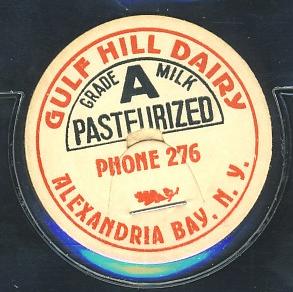 GULF HILL DAIRY
GRADE A MILK
PASTEURIZED
PHONE 276
ALEXANDRIA BAY, N. Y.